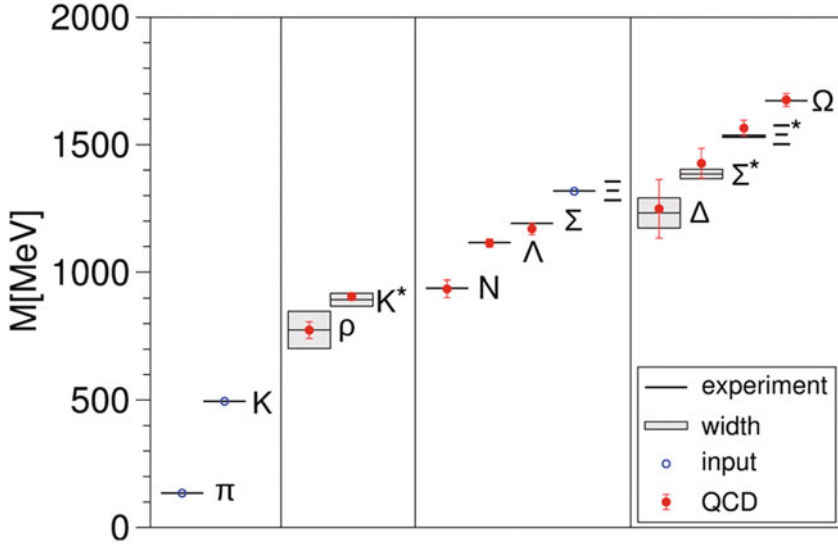 M[MeV]
2000
1500
1000
500
0
π
K
ρ
K*
N
Λ
Σ
Ξ
Δ
Σ*
Ξ*
Ω
experiment
width
input
QCD